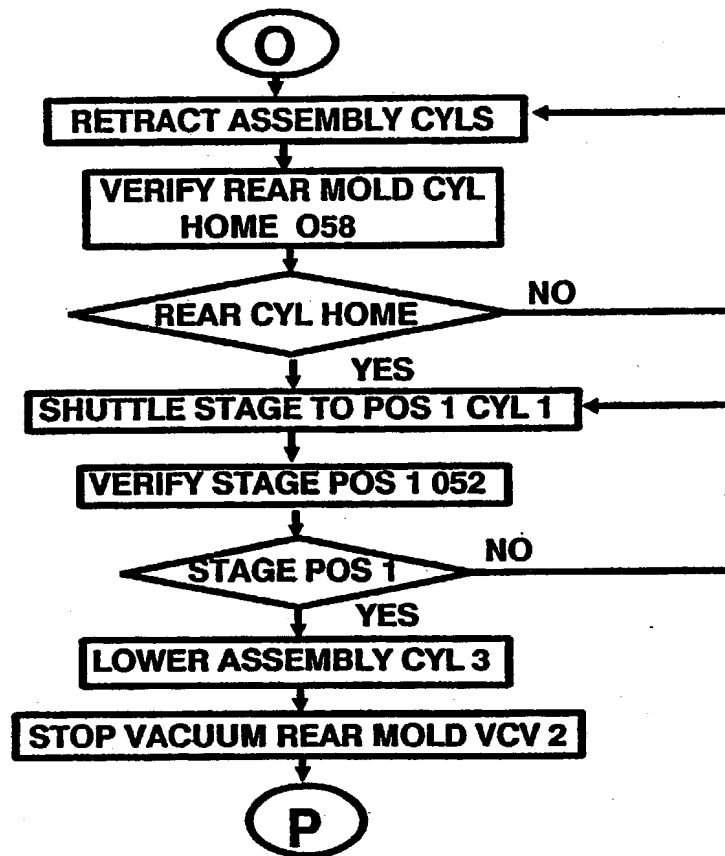 O
RETRACT ASSEMBLY CYLS
VERIFY REAR MOLD CYL
HOME O58
REAR CYL HOME
NO
YES
SHUTTLE STAGE TO POS 1 CYL 1
VERIFY STAGE POS 1 052
STAGE POS 1
NO
YES
LOWER ASSEMBLY CYL 3
STOP VACUUM REAR MOLD VCV 2
P